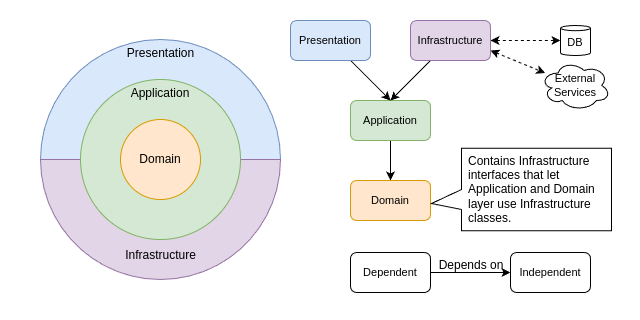 Presentation
Application
Domain
Infrastructure
Presentation
Infrastructure
DB
External
Services
Application
Domain
Contains Infrastructure
interfaces that let
Application and Domain
layer use Infrastructure
classes.
Dependent
Depends on
Independent